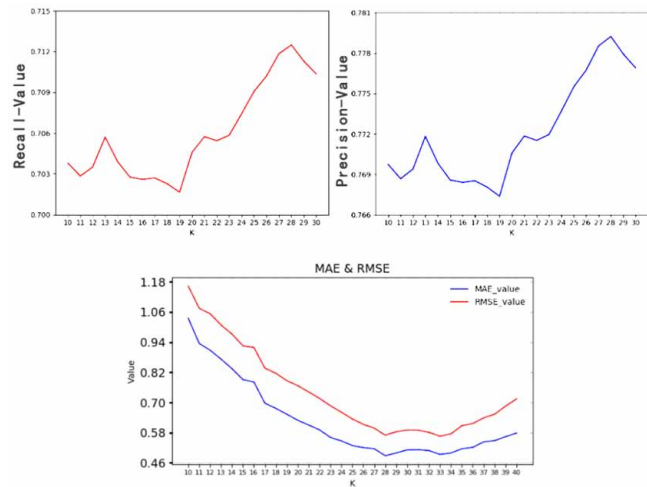 Recall-Value
0.715
0.712
0.709
0.706
0.703
0.700
10 11 12 13 14 15 16 17 18 19 20 21 22 23 24 25 26 27 28 29 30
K
Precision-Value
0.781
0.778
0.775
0.772
0.769
0.766
10 11 12 13 14 15 16 17 18 19 20 21 22 23 24 25 26 27 28 29 30
K
MAE & RMSE
MAE_value
RMSE_value
Value
1.18
1.06
0.94
0.82
0.70
0.58
0.46
10 11 12 13 14 15 16 17 18 19 20 21 22 23 24 25 26 27 28 29 30 31 32 33 34 35 36 37 38 39 40
K